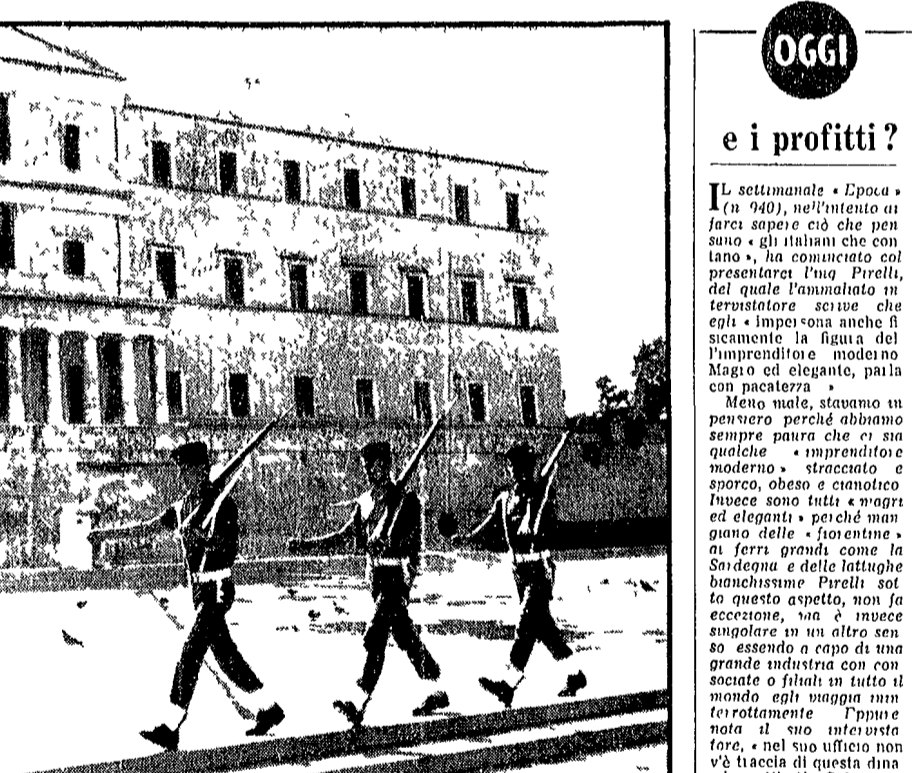 OGGI
e i profitti?
IL settimanale « Epoca »
(n 940), nell'intento di
farci sapere ciò che pen
sano « gli italiani che con
tano », ha cominciato col
presentarci l'ing Pirelli,
del quale l'ammaliato in
tervistatore scrive che
egli « impersona anche fi
sicamente la figura del
l'imprenditore moderno
Magro ed elegante, parla
con pacatezza »
Meno male, stavamo in
pensiero perché abbiamo
sempre paura che ci sia
qualche « imprenditore
moderno » stracciato e
sporco, obeso e cianotico
Invece sono tutti « magri
ed eleganti » perché man
giano delle « fiorentine »
ai ferri grandi come la
Sardegna e delle lattughe
bianchissime Pirelli sot
to questo aspetto, non fa
eccezione, ma è invece
singolare in un altro sen
so essendo a capo di una
grande industria con con
sociate o filiali in tutto il
mondo egli viaggia inin
terrottamente Eppure
nota il suo intervista
tore, « nel suo ufficio non
v'è traccia di questa dina